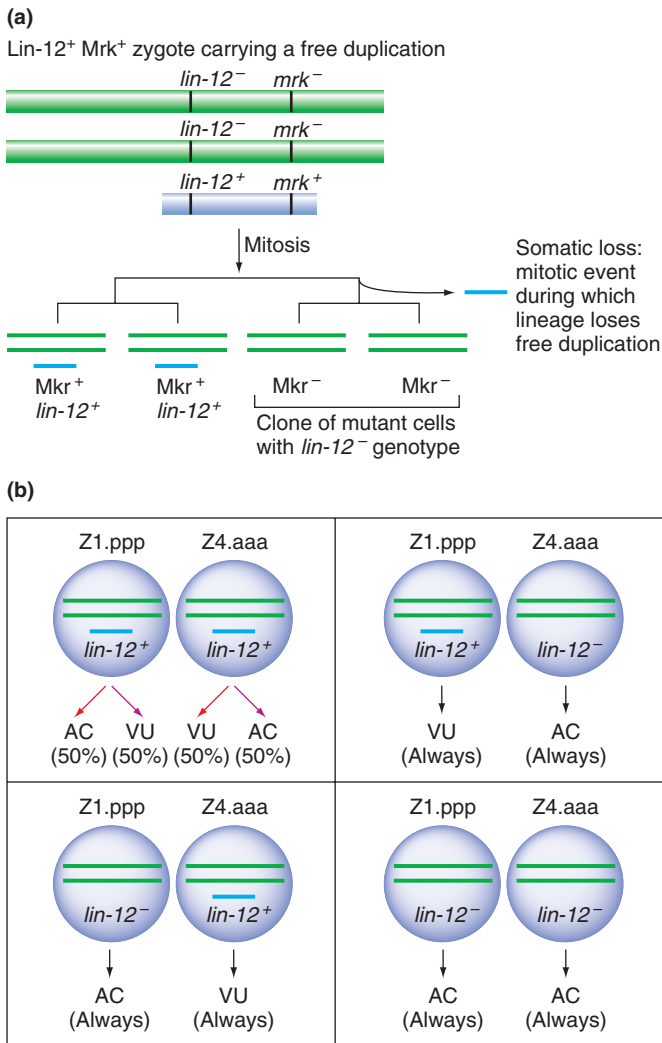 (a)
Lin-12⁺ Mrk⁺ zygote carrying a free duplication
lin-12⁻ mrk⁻
lin-12⁻ mrk⁻
lin-12⁺ mrk⁺
Mitosis
Somatic loss:
mitotic event
during which
lineage loses
free duplication
Mkr⁺ Mkr⁺ Mkr⁻ Mkr⁻
lin-12⁺ lin-12⁺
Clone of mutant cells
with lin-12⁻ genotype
(b)
Z1.ppp Z4.aaa
lin-12⁺ lin-12⁺
AC VU VU AC
(50%) (50%) (50%) (50%)
Z1.ppp Z4.aaa
lin-12⁺ lin-12⁻
VU AC
(Always) (Always)
Z1.ppp Z4.aaa
lin-12⁻ lin-12⁺
AC VU
(Always) (Always)
Z1.ppp Z4.aaa
lin-12⁻ lin-12⁻
AC AC
(Always) (Always)